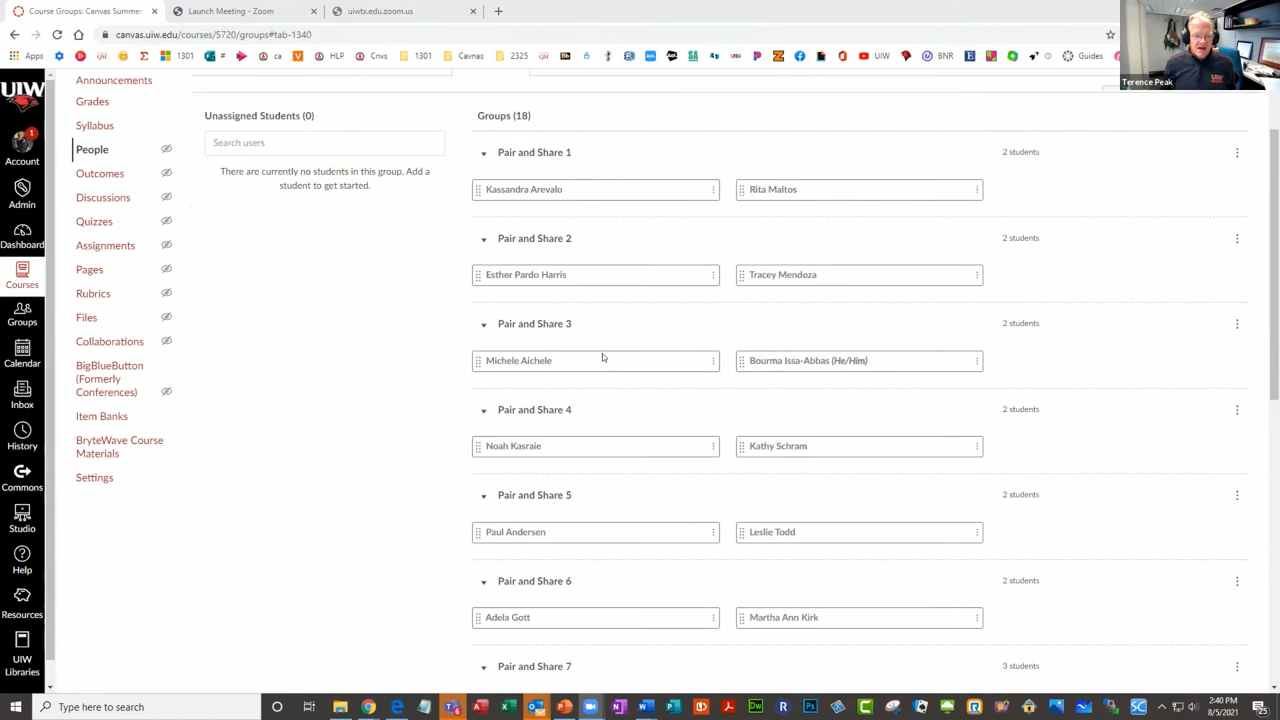 Course Groups: Canvas Summer
Launch Meeting - Zoom
uiwtx.edu.zoom.us
canvas.uiw.edu/courses/5720/groups#tab-1340
Apps
1301
ca
HLP
Cnvs
1301
2325
SA
UIW
BNR
Guides
Terence Peak
UIW
1
Account
Admin
Dashboard
Courses
Groups
Calendar
Inbox
History
Commons
Studio
Help
Resources
UIW
Libraries
Announcements
Grades
Syllabus
People
Outcomes
Discussions
Quizzes
Assignments
Pages
Rubrics
Files
Collaborations
BigBlueButton
(Formerly
Conferences)
Item Banks
BryteWave Course
Materials
Settings
Unassigned Students (0)
Search users
There are currently no students in this group. Add a
student to get started.
Groups (18)
Pair and Share 1 2 students
Kassandra Arevalo Rita Maltos
Pair and Share 2 2 students
Esther Pardo Harris Tracey Mendoza
Pair and Share 3 2 students
Michele Aichele Bourma Issa-Abbas (He/Him)
Pair and Share 4 2 students
Noah Kasraie Kathy Schram
Pair and Share 5 2 students
Paul Andersen Leslie Todd
Pair and Share 6 2 students
Adela Gott Martha Ann Kirk
Pair and Share 7 3 students
Type here to search
2:40 PM
8/5/2021